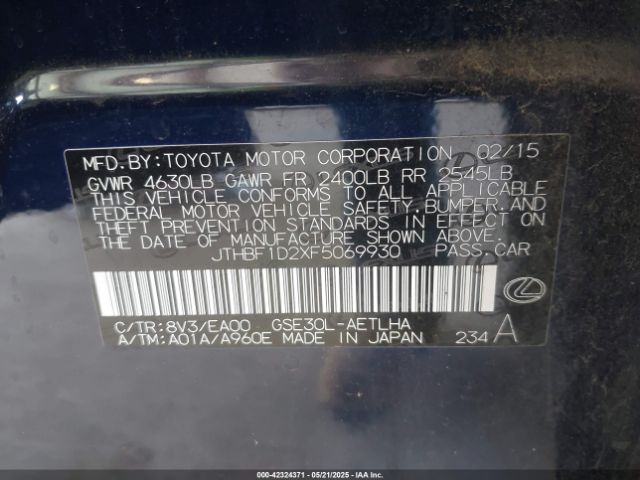 MFD.BY:TOYOTA MOTOR CORPORATION 02/15
GVWR 4630LB GAWR FR 2400LB RR 2545LB
THIS VEHICLE CONFORMS TO ALL APPLICABLE
FEDERAL MOTOR VEHICLE SAFETY, BUMPER, AND
THEFT PREVENTION STANDARDS IN EFFECT ON
THE DATE OF MANUFACTURE SHOWN ABOVE.
JTHBF1D2XF5069930 PASS.CAR
C/TR:8V3/EA00 GSE30L-AETLHA
A/TM:A01A/A960E MADE IN JAPAN 234 A
000-42324371 - 05/21/2025 - IAAI.COM